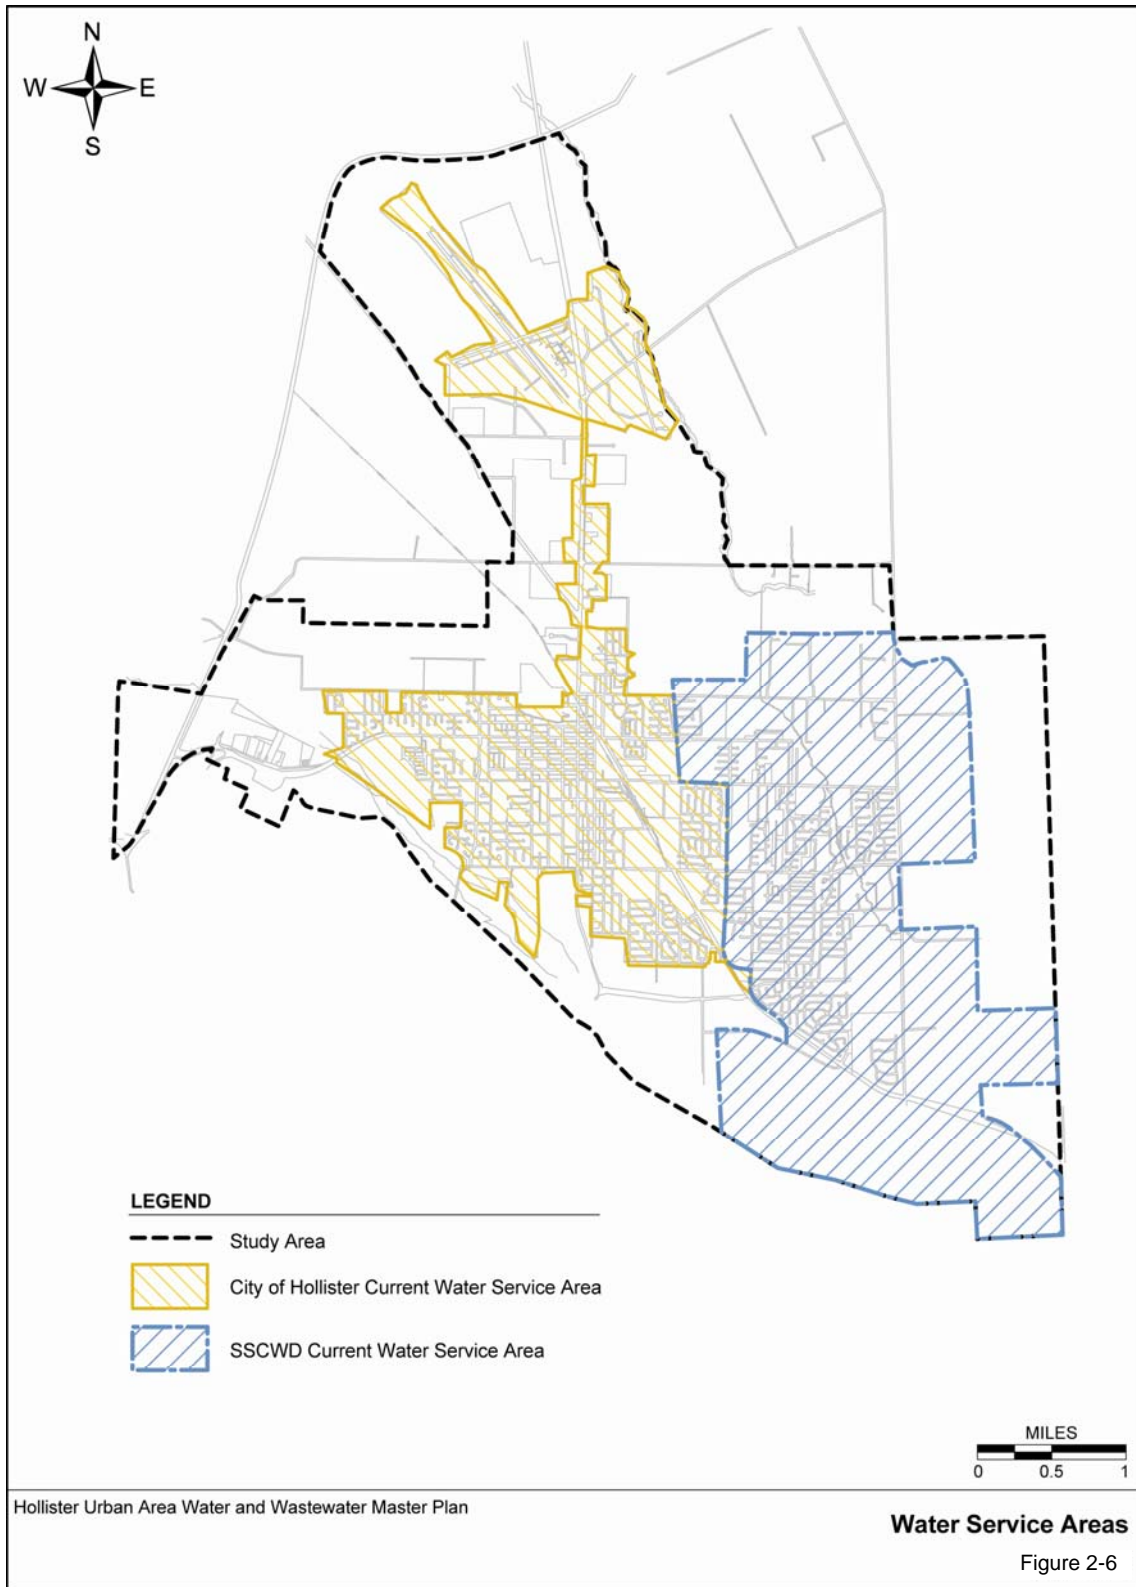 N
W E
S
LEGEND
Study Area
City of Hollister Current Water Service Area
SSCWD Current Water Service Area
MILES
0 0.5 1
Hollister Urban Area Water and Wastewater Master Plan
Water Service Areas
Figure 2-6